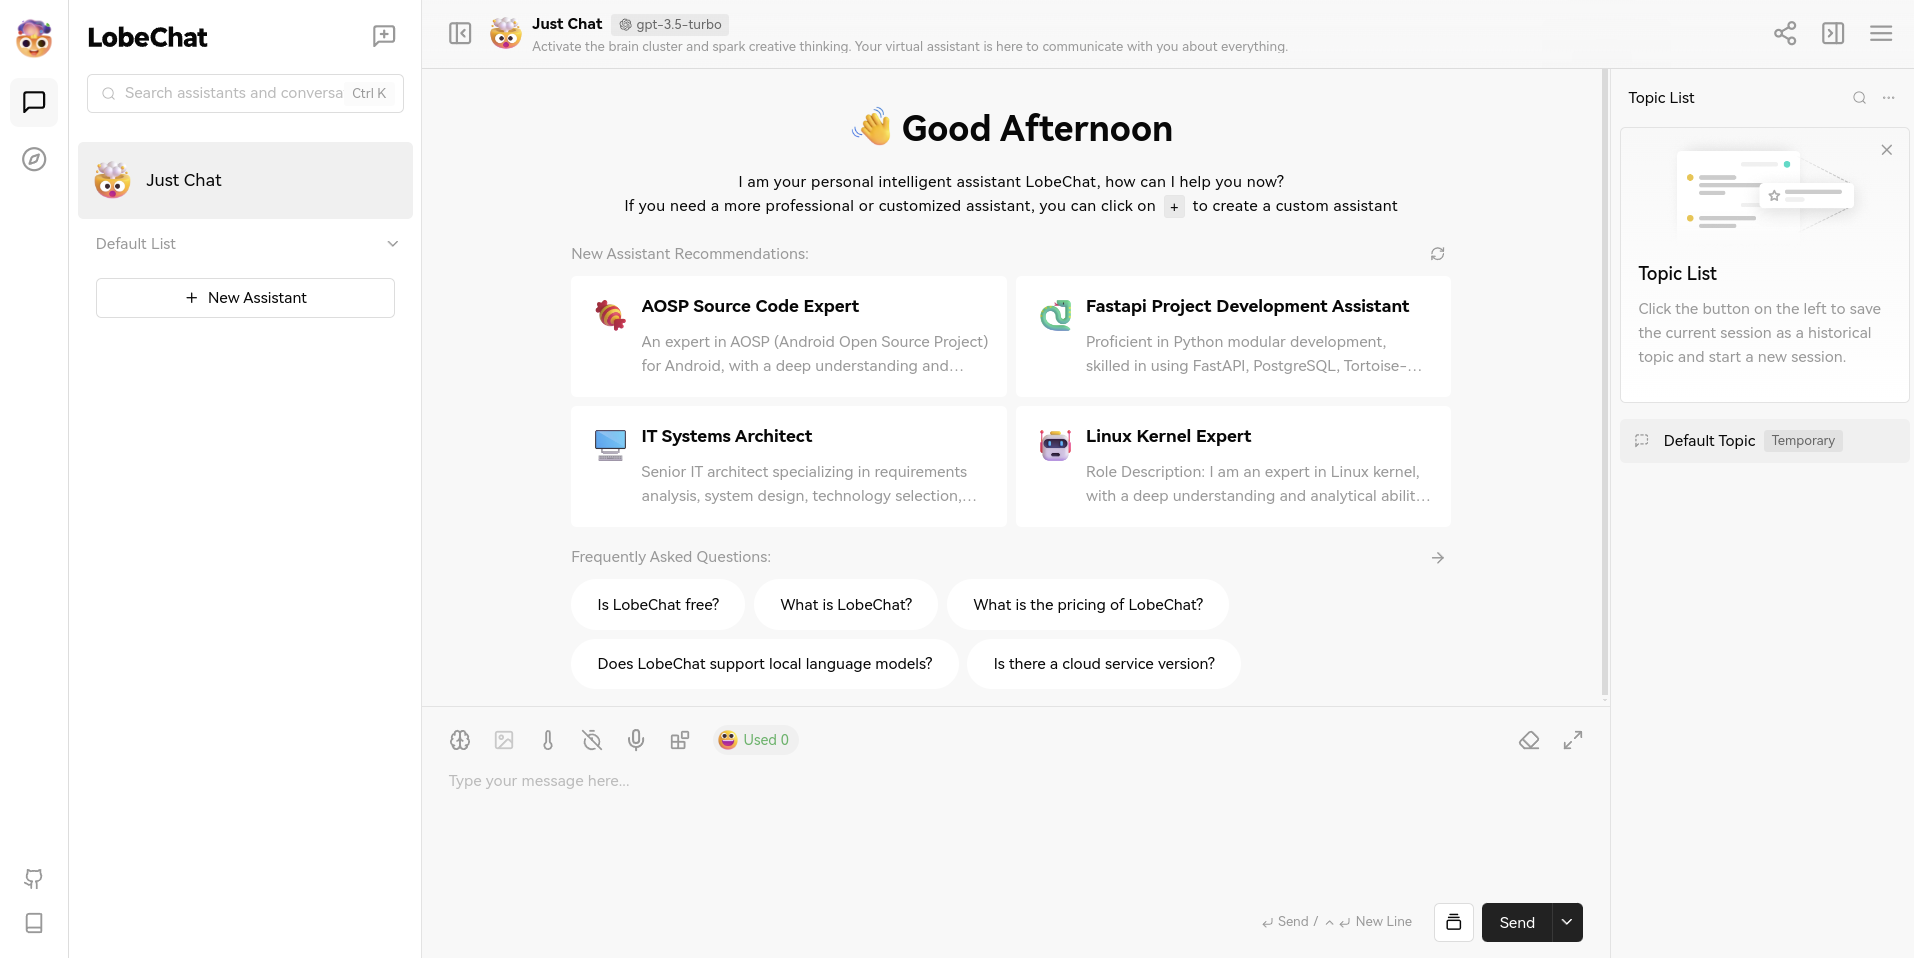 LobeChat
Search assistants and conversa
Ctrl K
Just Chat
Default List
New Assistant
Just Chat
gpt-3.5-turbo
Activate the brain cluster and spark creative thinking. Your virtual assistant is here to communicate with you about everything.
Good Afternoon
I am your personal intelligent assistant LobeChat, how can I help you now?
If you need a more professional or customized assistant, you can click on + to create a custom assistant
New Assistant Recommendations:
AOSP Source Code Expert
An expert in AOSP (Android Open Source Project)
for Android, with a deep understanding and...
Fastapi Project Development Assistant
Proficient in Python modular development,
skilled in using FastAPI, PostgreSQL, Tortoise-...
IT Systems Architect
Senior IT architect specializing in requirements
analysis, system design, technology selection,...
Linux Kernel Expert
Role Description: I am an expert in Linux kernel,
with a deep understanding and analytical abilit...
Frequently Asked Questions:
Is LobeChat free?
What is LobeChat?
What is the pricing of LobeChat?
Does LobeChat support local language models?
Is there a cloud service version?
Used 0
Type your message here...
Send / New Line
Send
Topic List
Topic List
Click the button on the left to save
the current session as a historical
topic and start a new session.
Default Topic
Temporary